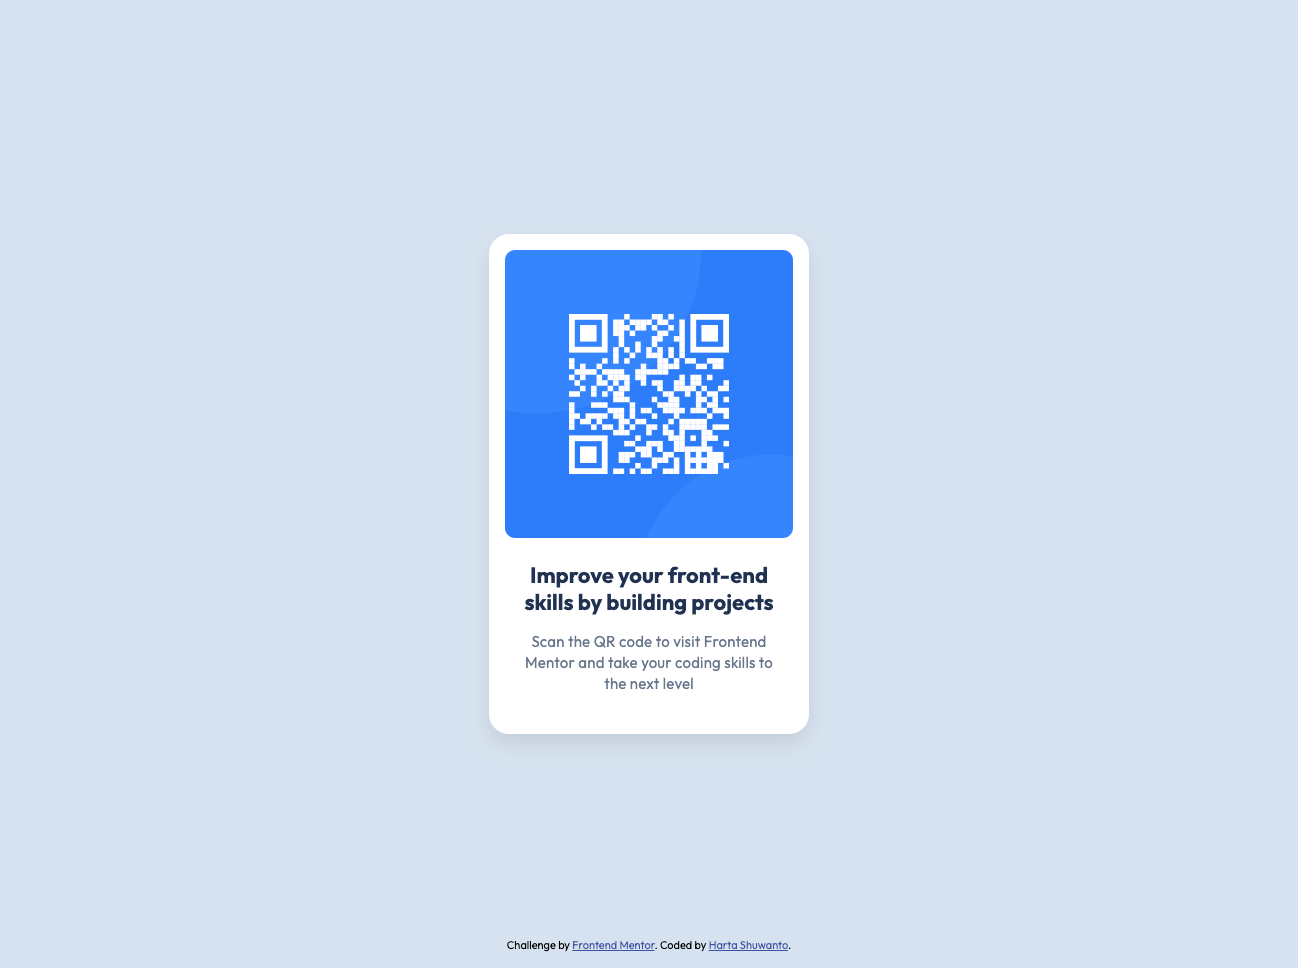 Improve your front-end
skills by building projects
Scan the QR code to visit Frontend
Mentor and take your coding skills to
the next level
Challenge by Frontend Mentor. Coded by Harta Shuwanto.